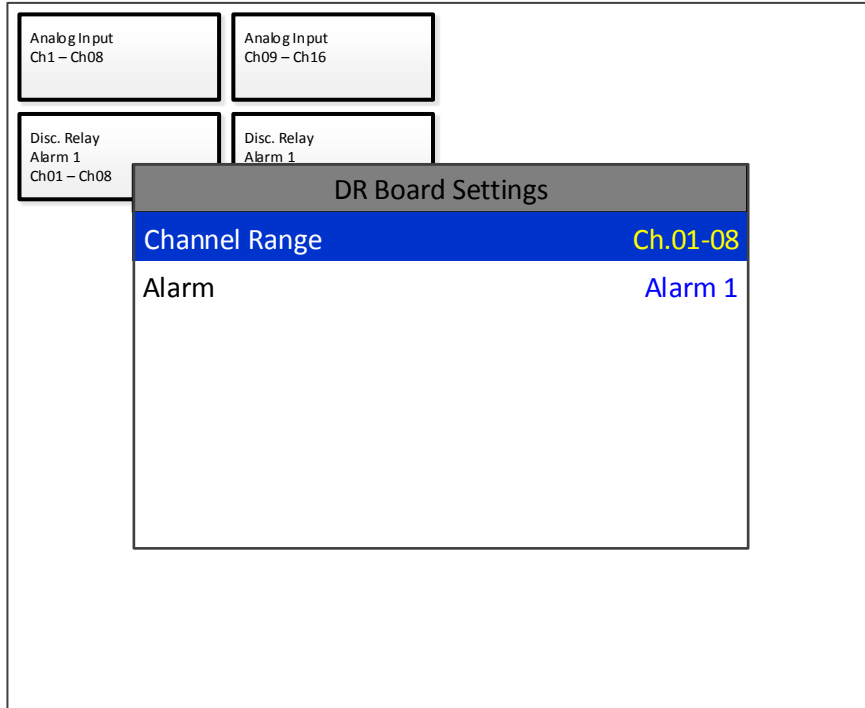 Analog Input
Ch1 – Ch08
Analog Input
Ch09 – Ch16
Disc. Relay
Alarm 1
Ch01 – Ch08
Disc. Relay
Alarm 1
DR Board Settings
Channel Range Ch.01-08
Alarm Alarm 1